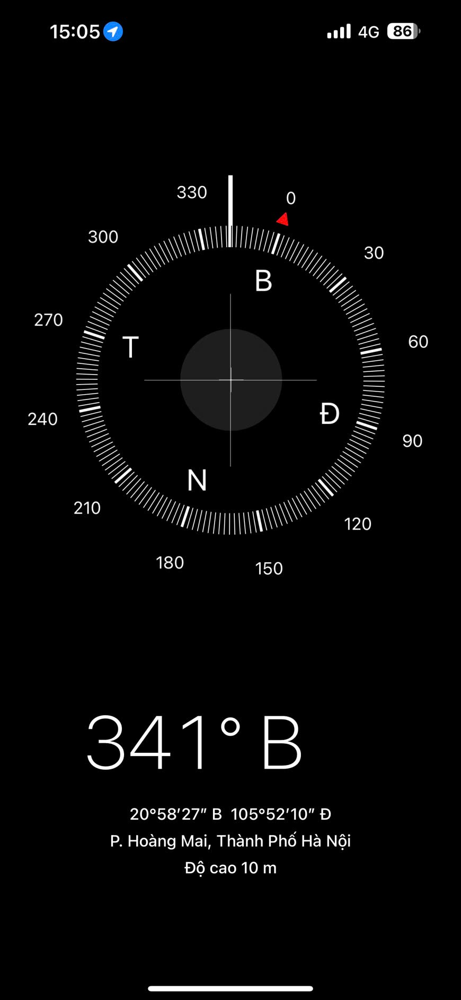 15:05 4G 86
330 0
300 30
B
270 T 60
240 Đ 90
N
210 120
180 150
341° B
20°58′27″ B 105°52′10″ Đ
P. Hoàng Mai, Thành Phố Hà Nội
Độ cao 10 m